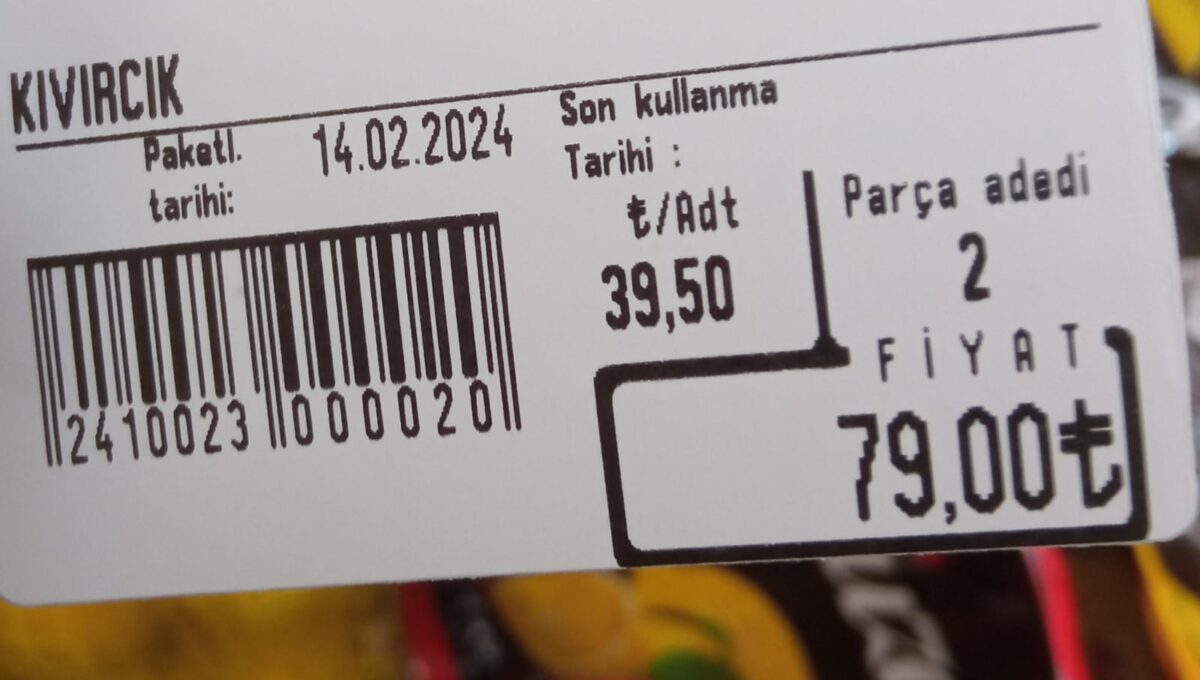 KIVIRCIK
Paketl.
tarihi:
14.02.2024
Son kullanma
Tarihi :
₺/Adt
39,50
Parça adedi
2
FİYAT
79,00₺
2410023 000020